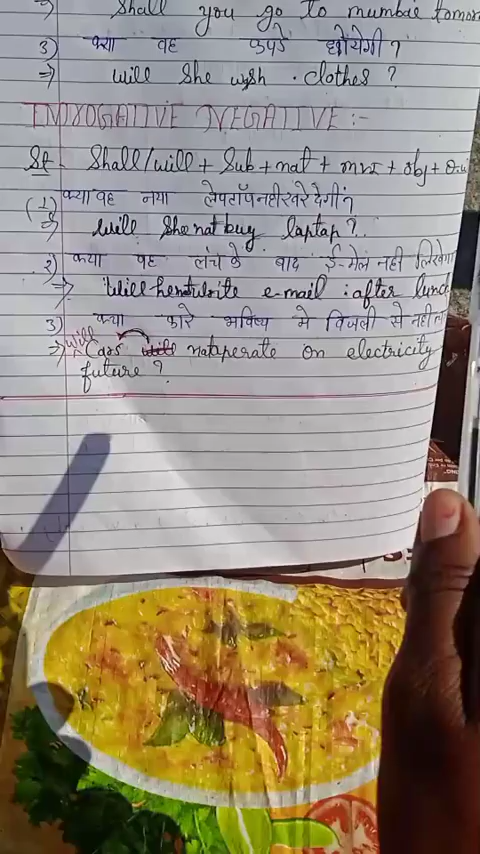 ⇒ Shall you go to mumbai tomor
3) क्या वह कपडे धोयेगी ?
⇒ will she wash clothes ?
INTROGATIVE NEGATIVE :-
St - Shall/will + Sub + not + mv1 + obj + o.w
(1) क्या वह नया लेपटॉप नही खरीदेगी ?
⇒ will she not buy laptop ?
2) क्या वह लंच के बाद ई-मेल नही लिखेगा
⇒ will he not write e-mail after lunch
3) क्या कारे भविष्य मे बिजली से नही
⇒ will Cars will not operate on electricity
future ?